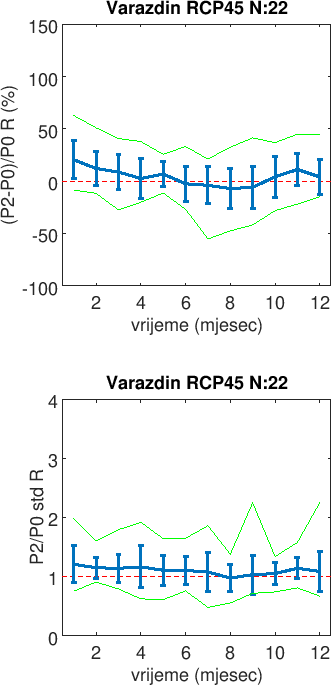 Varazdin RCP45 N:22
150
100
50
0
-50
-100
(P2-P0)/P0 R (%)
2 4 6 8 10 12
vrijeme (mjesec)
Varazdin RCP45 N:22
4
3
2
1
0
P2/P0 std R
2 4 6 8 10 12
vrijeme (mjesec)